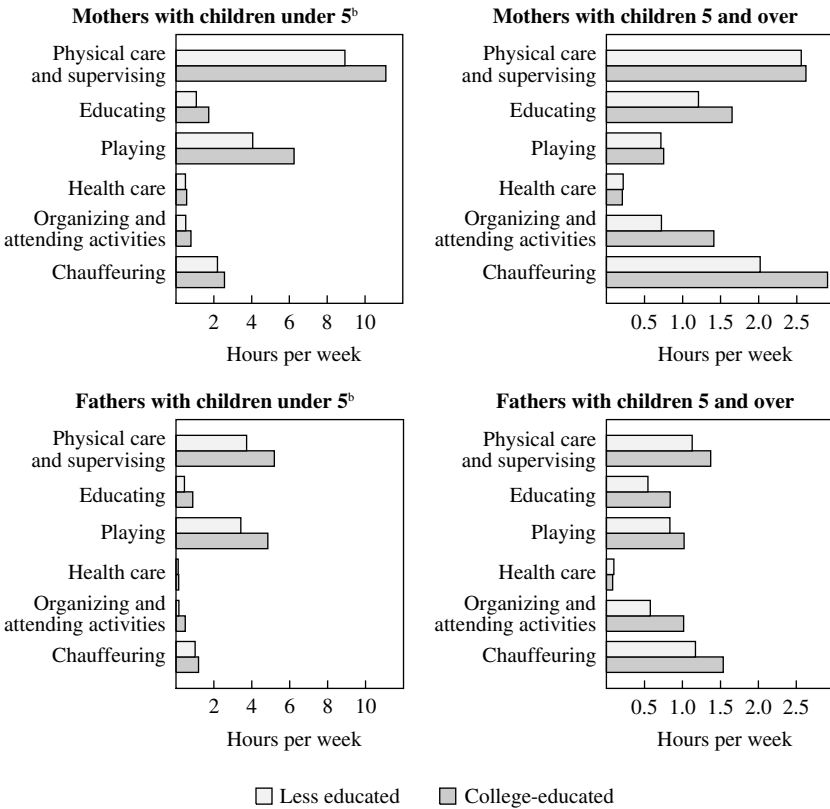 Mothers with children under 5ᵇ
Physical care
and supervising
Educating
Playing
Health care
Organizing and
attending activities
Chauffeuring
2 4 6 8 10
Hours per week
Mothers with children 5 and over
Physical care
and supervising
Educating
Playing
Health care
Organizing and
attending activities
Chauffeuring
0.5 1.0 1.5 2.0 2.5
Hours per week
Fathers with children under 5ᵇ
Physical care
and supervising
Educating
Playing
Health care
Organizing and
attending activities
Chauffeuring
2 4 6 8 10
Hours per week
Fathers with children 5 and over
Physical care
and supervising
Educating
Playing
Health care
Organizing and
attending activities
Chauffeuring
0.5 1.0 1.5 2.0 2.5
Hours per week
Less educated College-educated